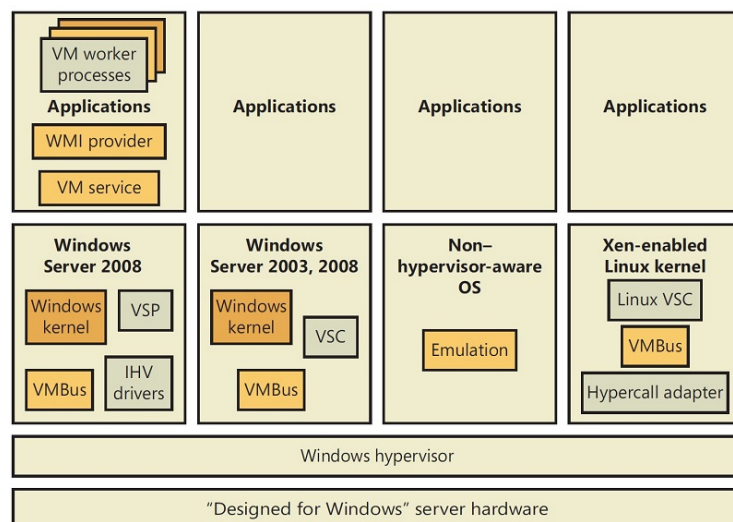 VM worker
processes
Applications
WMI provider
VM service
Applications
Applications
Applications
Windows
Server 2008
Windows
kernel
VSP
VMBus
IHV
drivers
Windows
Server 2003, 2008
Windows
kernel
VSC
VMBus
Non–
hypervisor-aware
OS
Emulation
Xen-enabled
Linux kernel
Linux VSC
VMBus
Hypercall adapter
Windows hypervisor
"Designed for Windows" server hardware